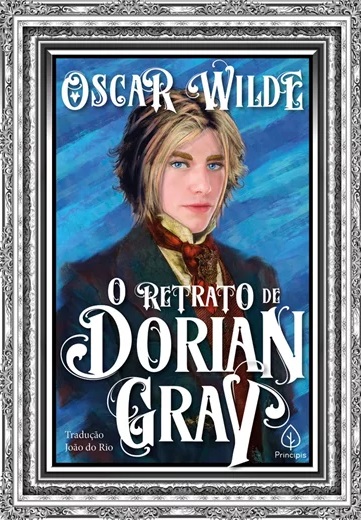 OSCAR WILDE
O RETRATO DE
DORIAN
GRAY
Tradução
João do Rio
Principis